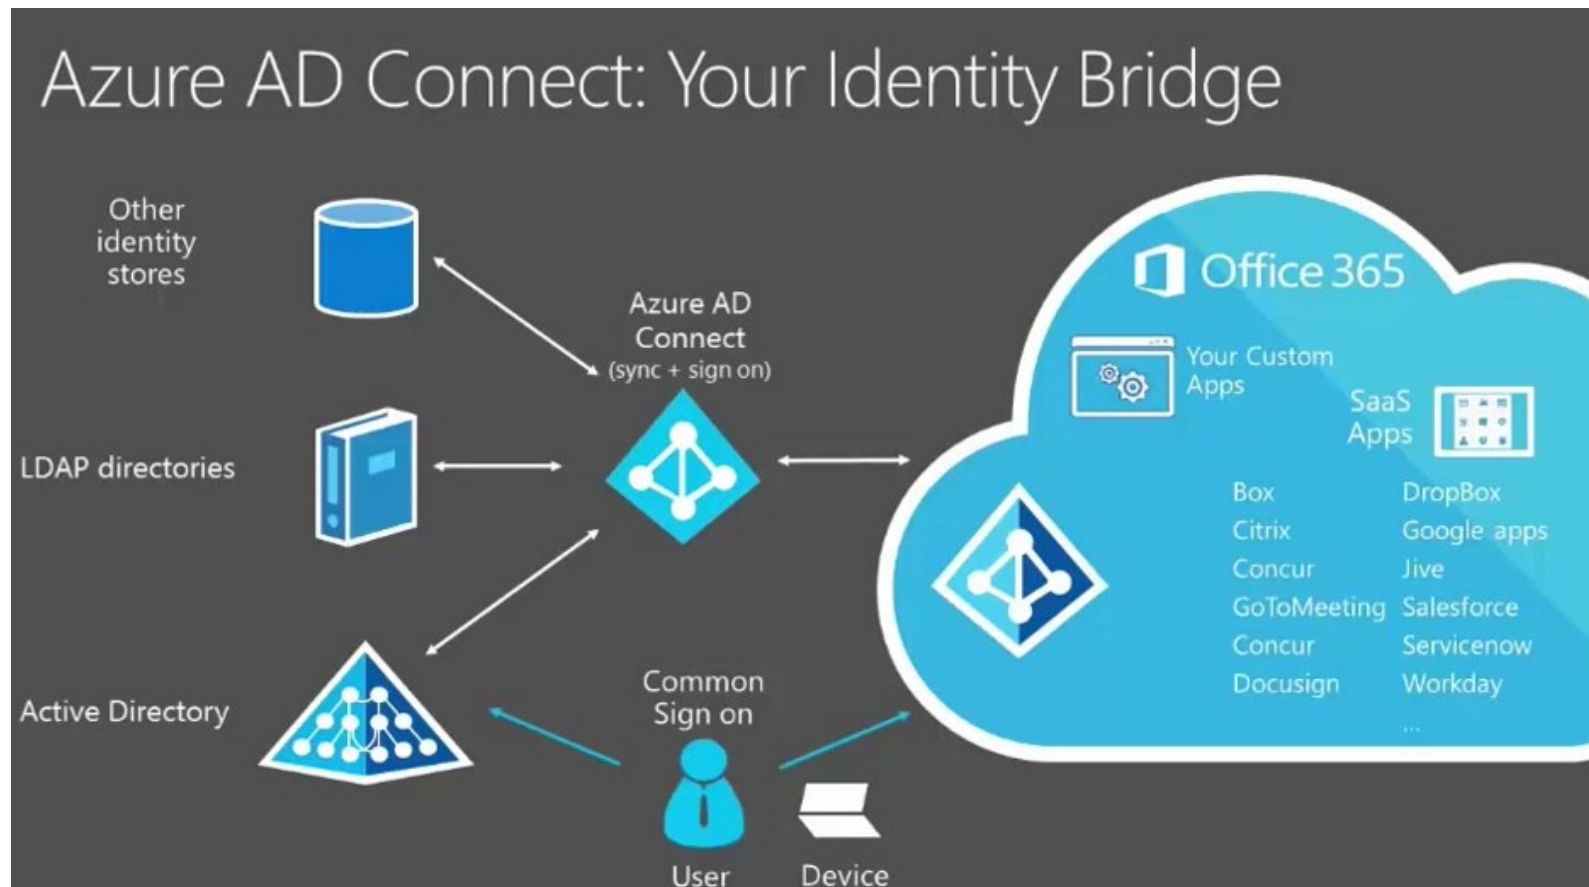 Azure AD Connect: Your Identity Bridge
Other
identity
stores
Azure AD
Connect
(sync + sign on)
LDAP directories
Active Directory
Common
Sign on
User
Device
Office 365
Your Custom
Apps
SaaS
Apps
Box
DropBox
Citrix
Google apps
Concur
Jive
GoToMeeting
Salesforce
Concur
Servicenow
Docusign
Workday
...